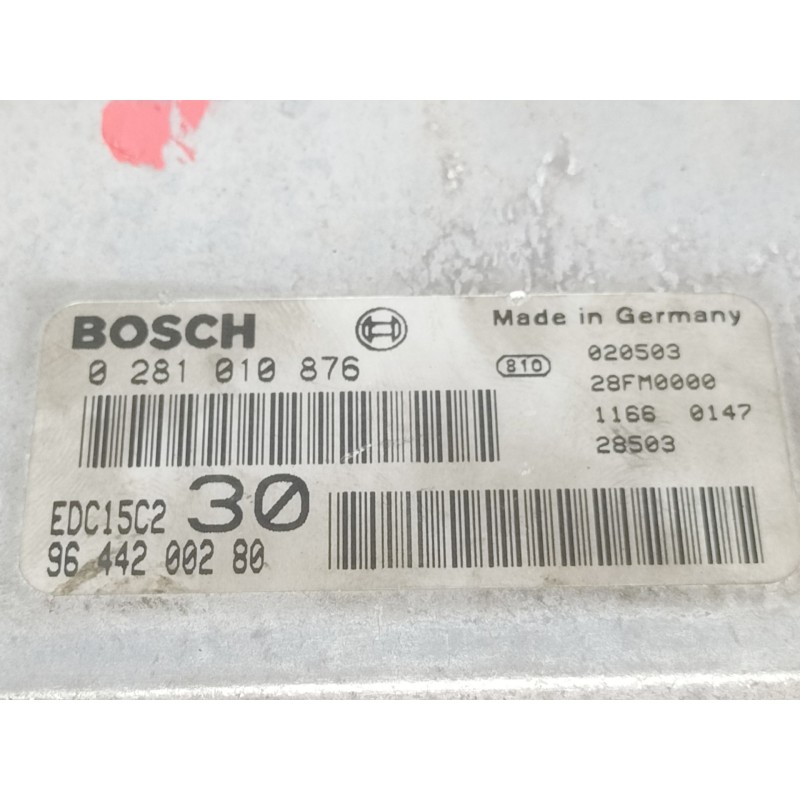 BOSCH
Made in Germany
0 281 010 876
810
020503
28FM0000
1166 0147
28503
EDC15C2 30
96 442 002 80